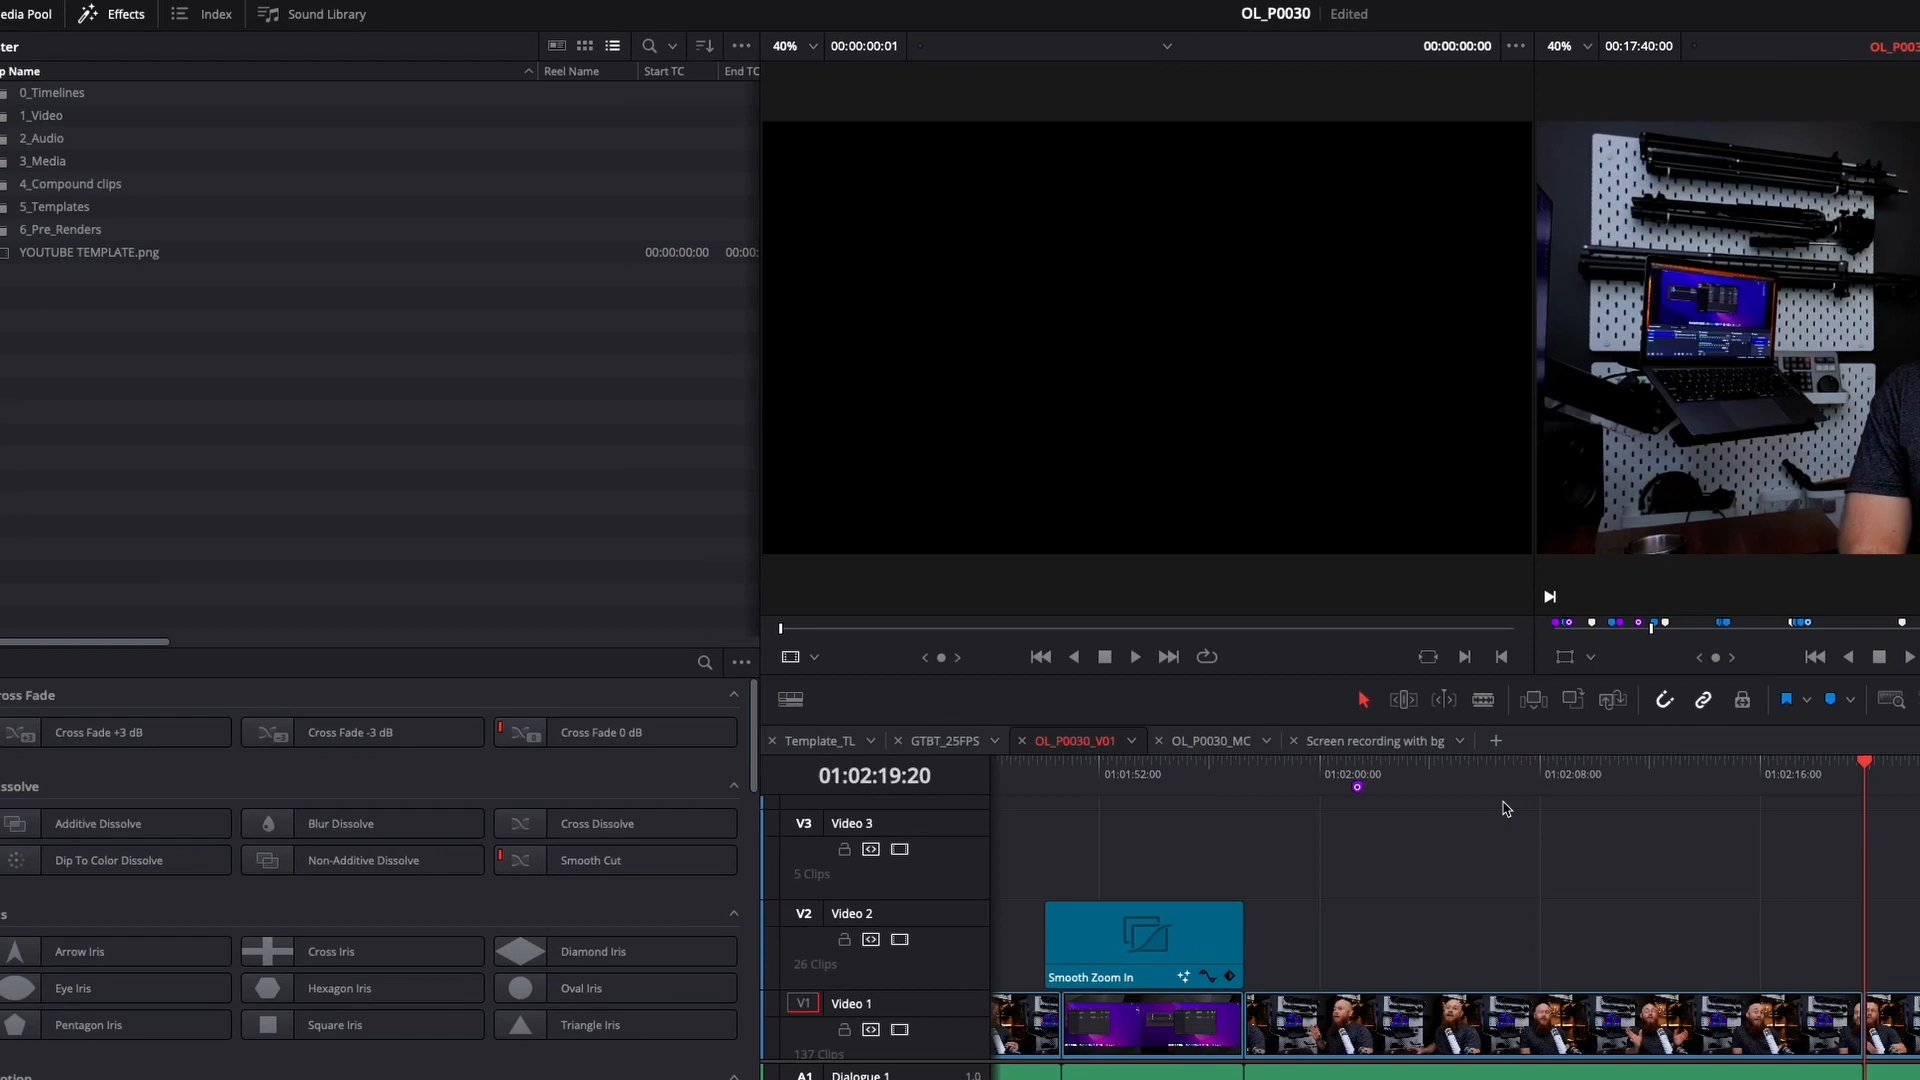 edia Pool Effects Index Sound Library OL_P0030 Edited
ter 40% 00:00:00:01 00:00:00:00 40% 00:17:40:00 OL_P003
p Name Reel Name Start TC End TC
0_Timelines
1_Video
2_Audio
3_Media
4_Compound clips
5_Templates
6_Pre_Renders
YOUTUBE TEMPLATE.png 00:00:00:00 00:00:
ross Fade
Cross Fade +3 dB Cross Fade -3 dB Cross Fade 0 dB
ssolve
Additive Dissolve Blur Dissolve Cross Dissolve
Dip To Color Dissolve Non-Additive Dissolve Smooth Cut
s
Arrow Iris Cross Iris Diamond Iris
Eye Iris Hexagon Iris Oval Iris
Pentagon Iris Square Iris Triangle Iris
otion
Template_TL GTBT_25FPS OL_P0030_V01 OL_P0030_MC Screen recording with bg
01:02:19:20 01:01:52:00 01:02:00:00 01:02:08:00 01:02:16:00
V3 Video 3
5 Clips
V2 Video 2
26 Clips
Smooth Zoom In
V1 Video 1
137 Clips
A1 Dialogue 1 1.0